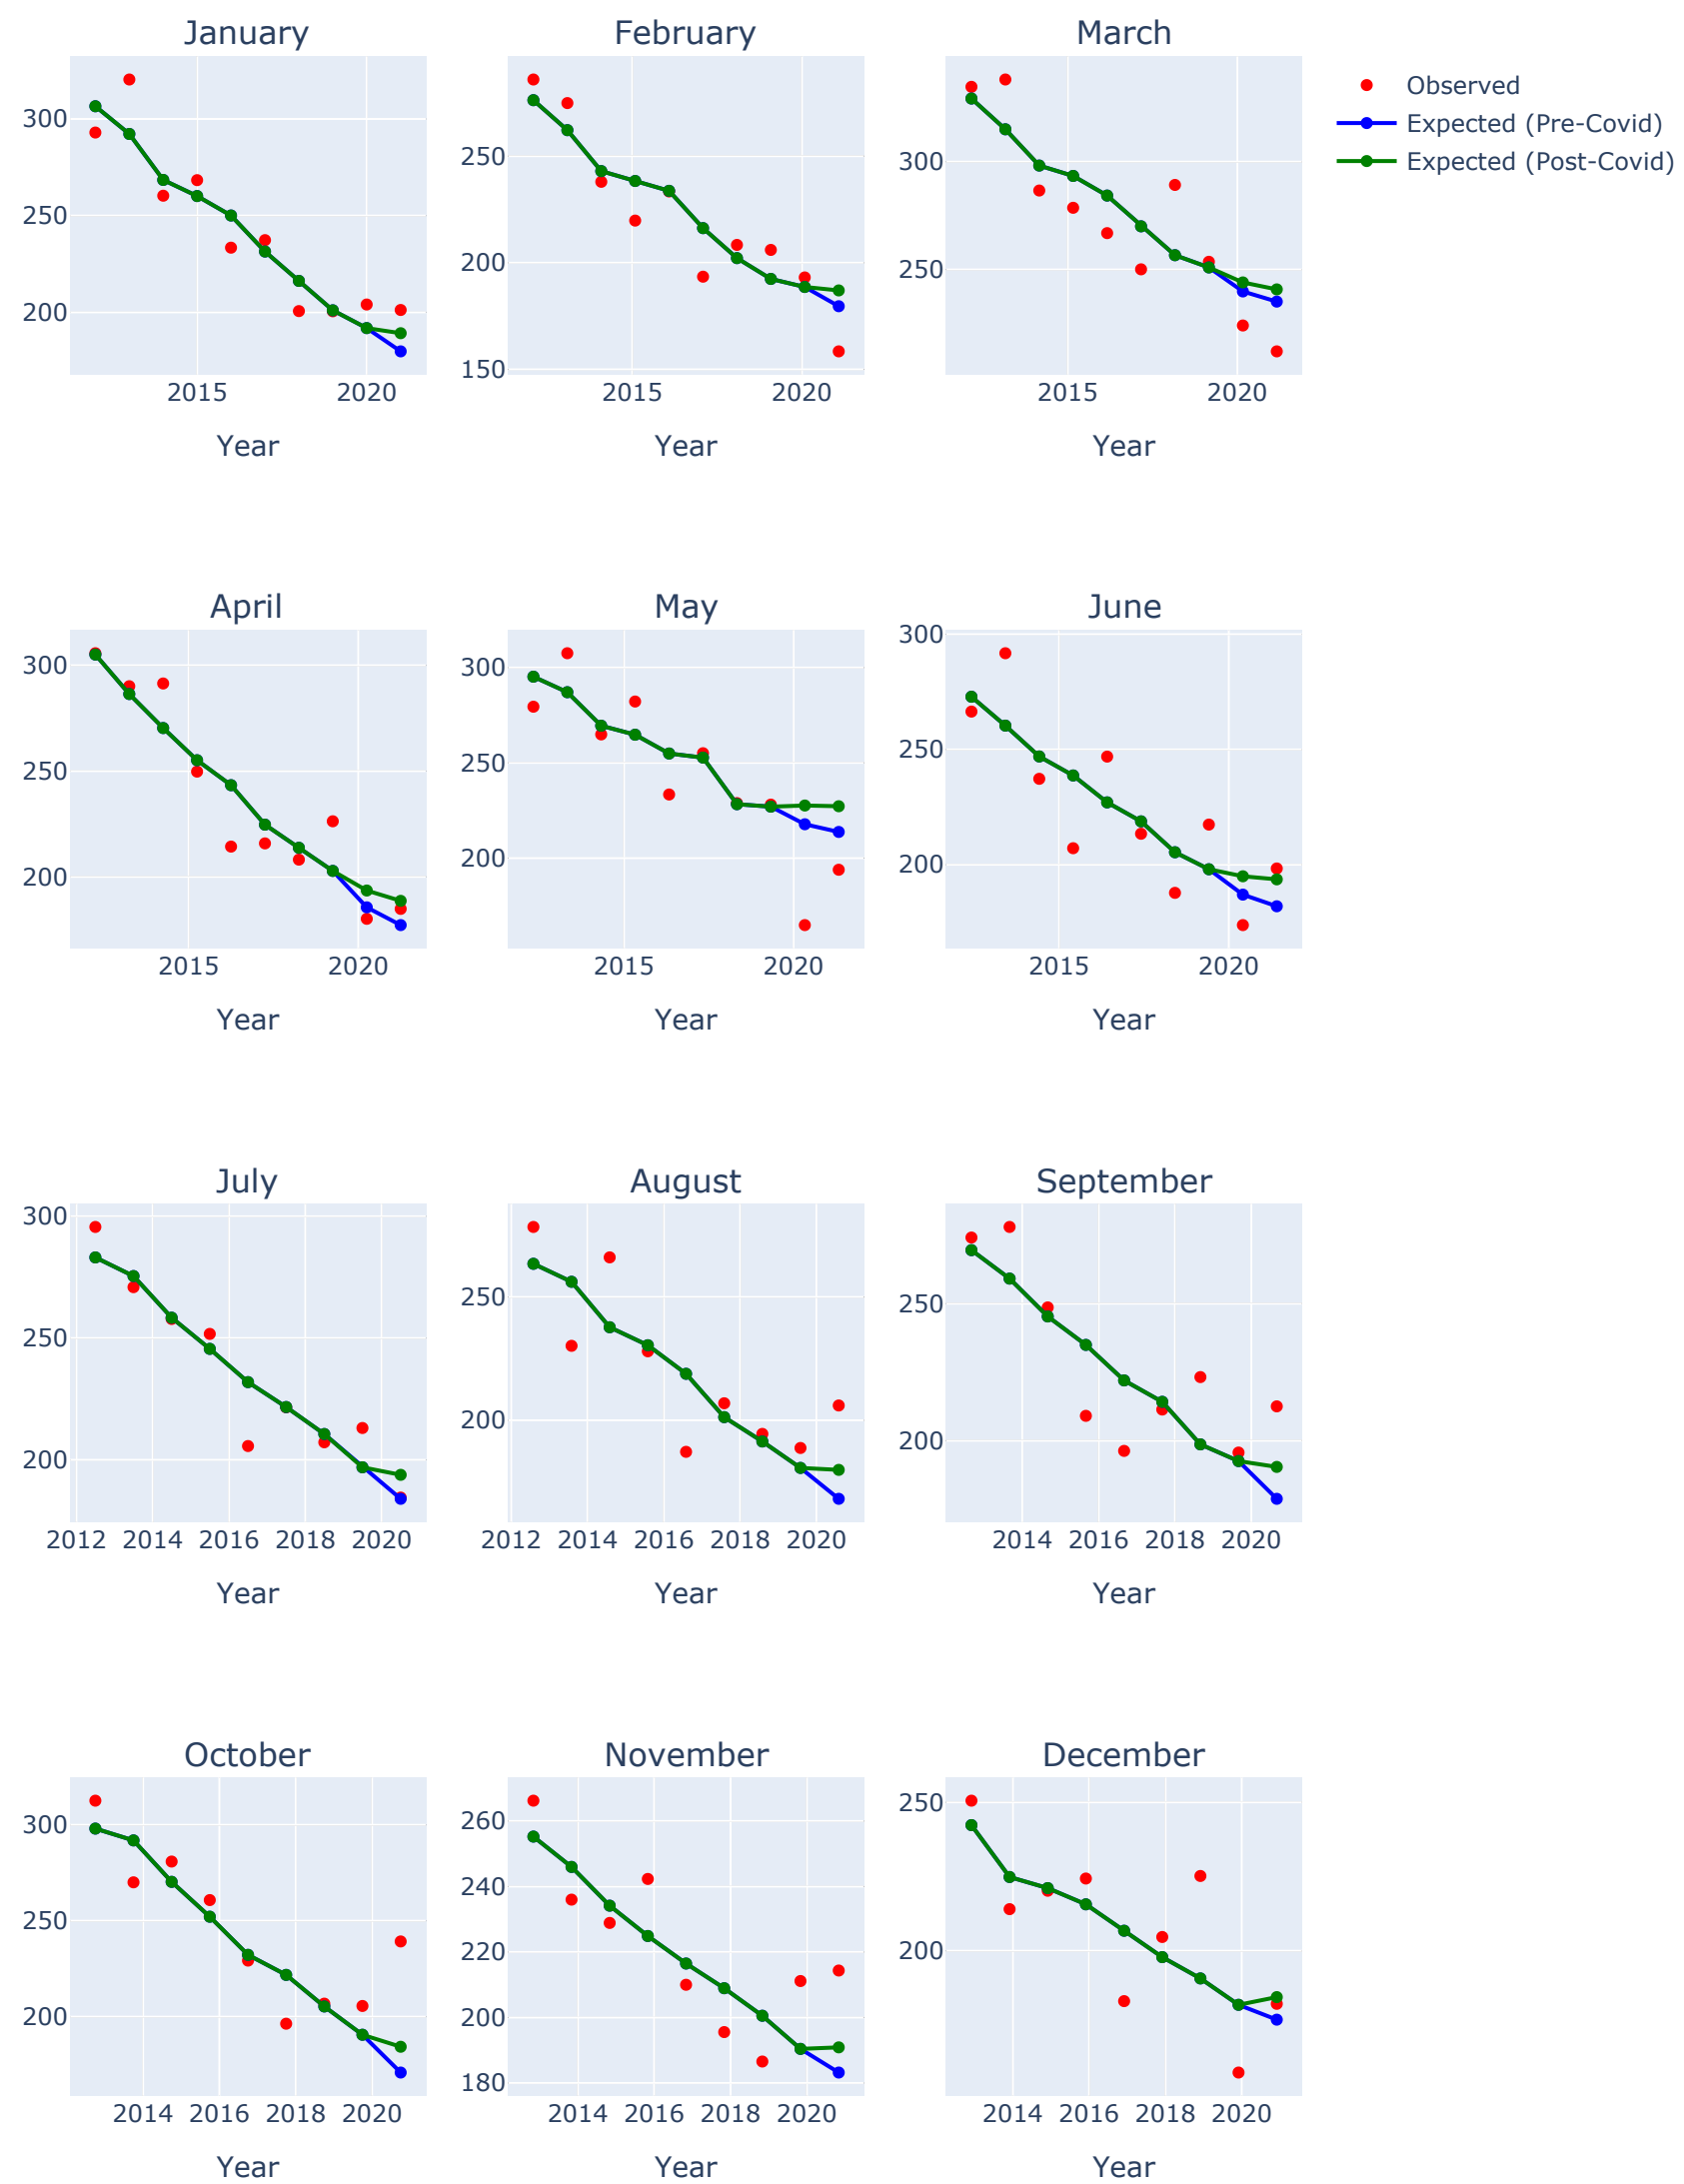 January
February
March
Observed
Expected (Pre-Covid)
Expected (Post-Covid)
300
250
200
2015
2020
Year
250
200
150
2015
2020
Year
300
250
2015
2020
Year
April
May
June
300
250
200
2015
2020
Year
300
250
200
2015
2020
Year
300
250
200
2015
2020
Year
July
August
September
300
250
200
2012
2014
2016
2018
2020
Year
250
200
2012
2014
2016
2018
2020
Year
250
200
2014
2016
2018
2020
Year
October
November
December
300
250
200
2014
2016
2018
2020
Year
260
240
220
200
180
2014
2016
2018
2020
Year
250
200
2014
2016
2018
2020
Year